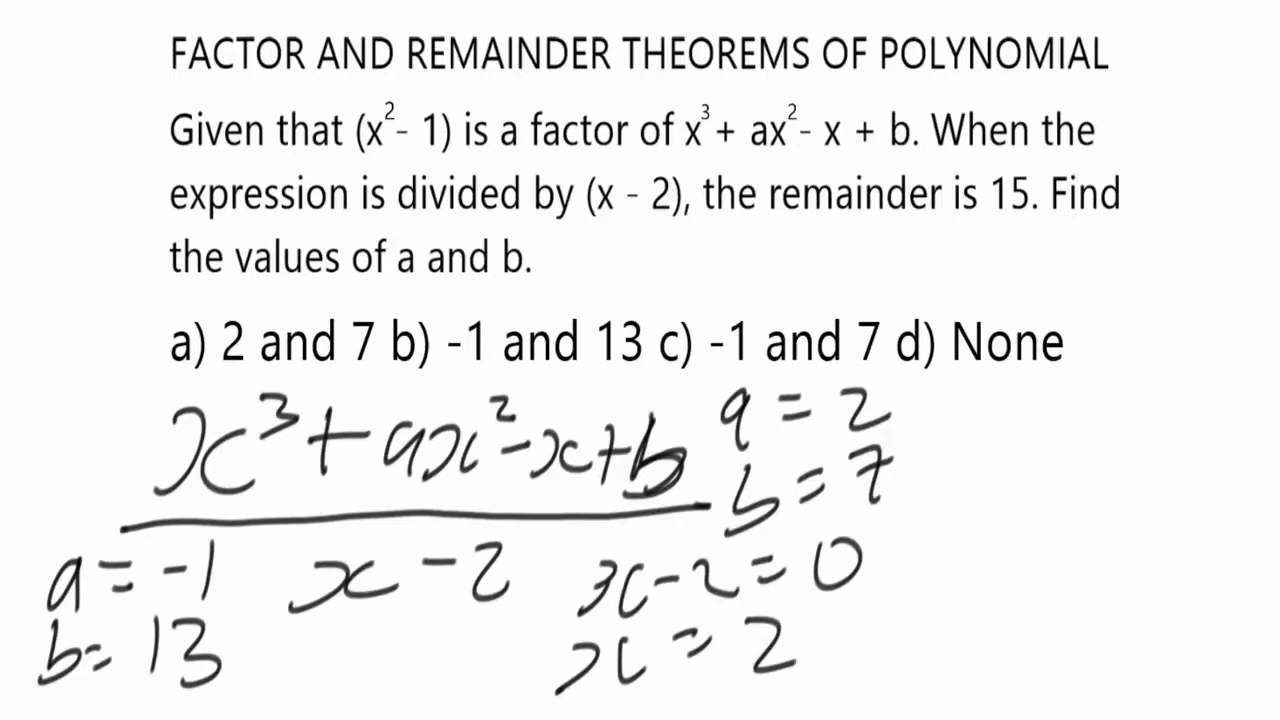 FACTOR AND REMAINDER THEOREMS OF POLYNOMIAL
Given that (x²- 1) is a factor of x³+ ax²- x + b. When the
expression is divided by (x - 2), the remainder is 15. Find
the values of a and b.
a) 2 and 7 b) -1 and 13 c) -1 and 7 d) None
x³+ax²-x+b
a = 2
b = 7
x - 2
a = -1
b= 13
x - 2 = 0
x = 2